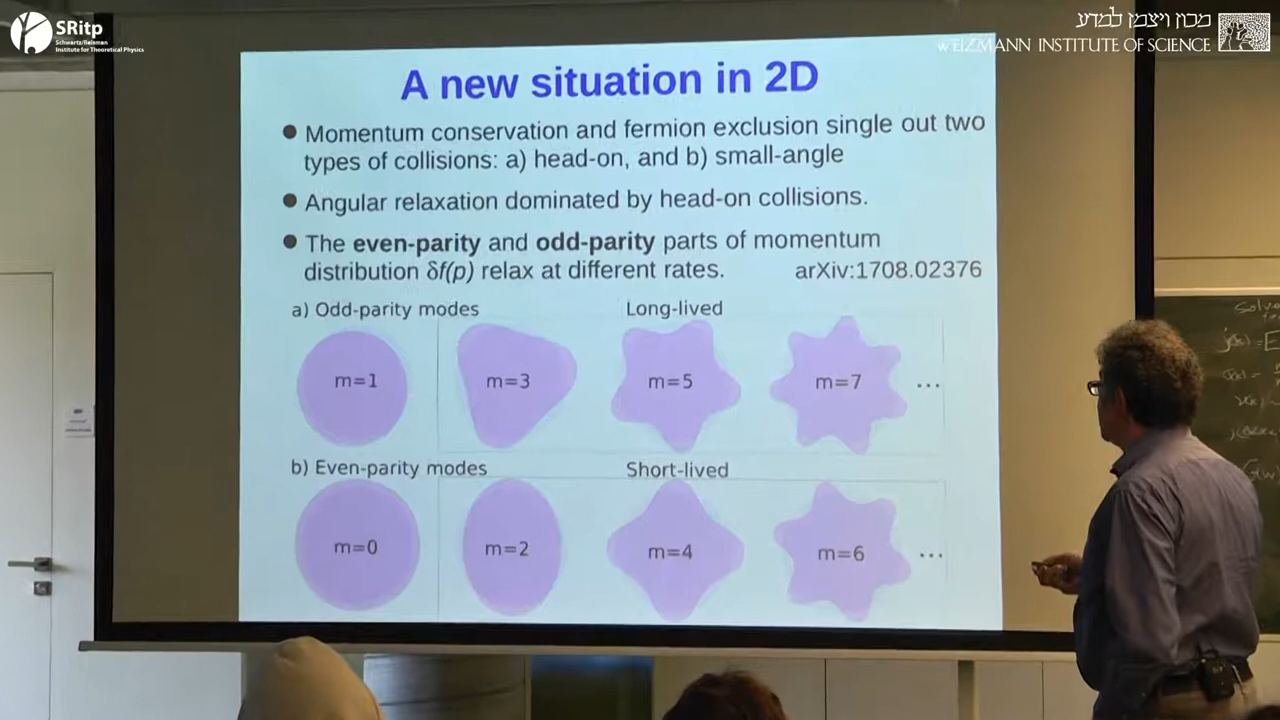 SRitp
Schwartz/Reisman
Institute for Theoretical Physics
מכון ויצמן למדע
WEIZMANN INSTITUTE OF SCIENCE
A new situation in 2D
● Momentum conservation and fermion exclusion single out two
types of collisions: a) head-on, and b) small-angle
● Angular relaxation dominated by head-on collisions.
● The even-parity and odd-parity parts of momentum
distribution δf(p) relax at different rates. arXiv:1708.02376
a) Odd-parity modes Long-lived
m=1 m=3 m=5 m=7 ...
b) Even-parity modes Short-lived
m=0 m=2 m=4 m=6 ...